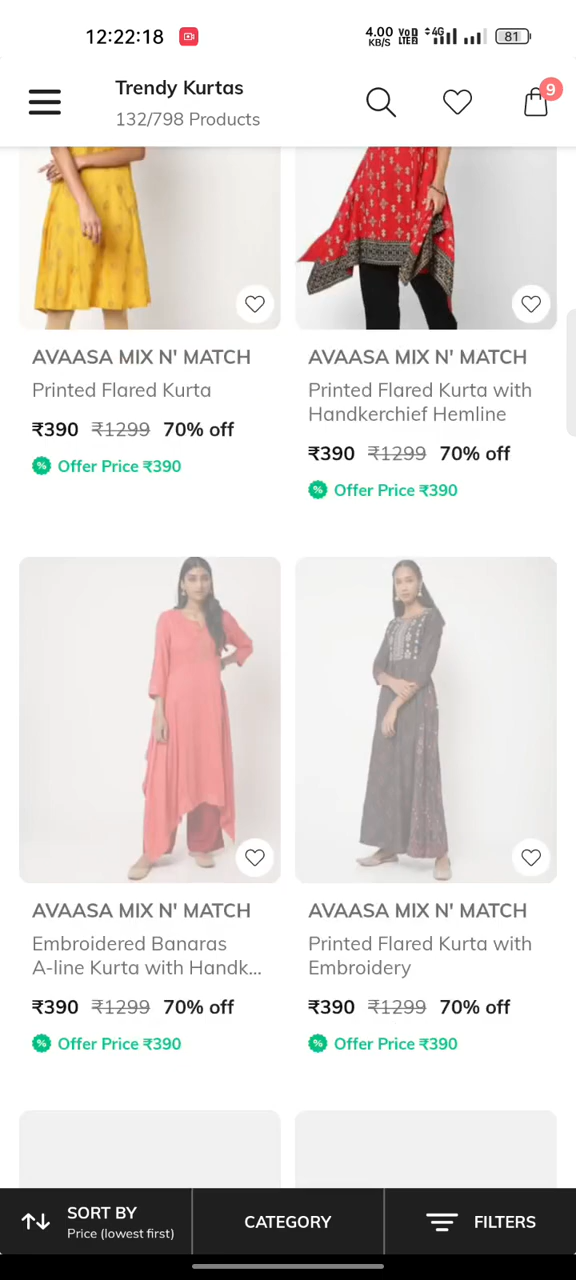 12:22:18
4.00 KB/S VoD LTE2 4G 81
Trendy Kurtas
132/798 Products
9
AVAASA MIX N' MATCH
Printed Flared Kurta
₹390 ₹1299 70% off
% Offer Price ₹390
AVAASA MIX N' MATCH
Printed Flared Kurta with
Handkerchief Hemline
₹390 ₹1299 70% off
% Offer Price ₹390
AVAASA MIX N' MATCH
Embroidered Banaras
A-line Kurta with Handk...
₹390 ₹1299 70% off
% Offer Price ₹390
AVAASA MIX N' MATCH
Printed Flared Kurta with
Embroidery
₹390 ₹1299 70% off
% Offer Price ₹390
SORT BY
Price (lowest first)
CATEGORY
FILTERS